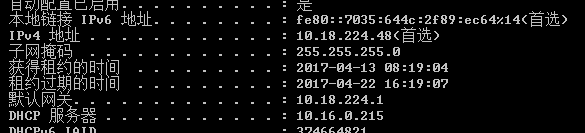 自动配置已启用. . . . . . . . . . : 是
本地链接 IPv6 地址. . . . . . . . : fe80::7035:644c:2f89:ec64%14(首选)
IPv4 地址 . . . . . . . . . . . . : 10.18.224.48(首选)
子网掩码 . . . . . . . . . . . . : 255.255.255.0
获得租约的时间 . . . . . . . . . : 2017-04-13 08:19:04
租约过期的时间 . . . . . . . . . : 2017-04-22 16:19:07
默认网关. . . . . . . . . . . . . : 10.18.224.1
DHCP 服务器 . . . . . . . . . . . : 10.16.0.215
DHCPv6 IAID . . . . . . . . . . . : 374664821